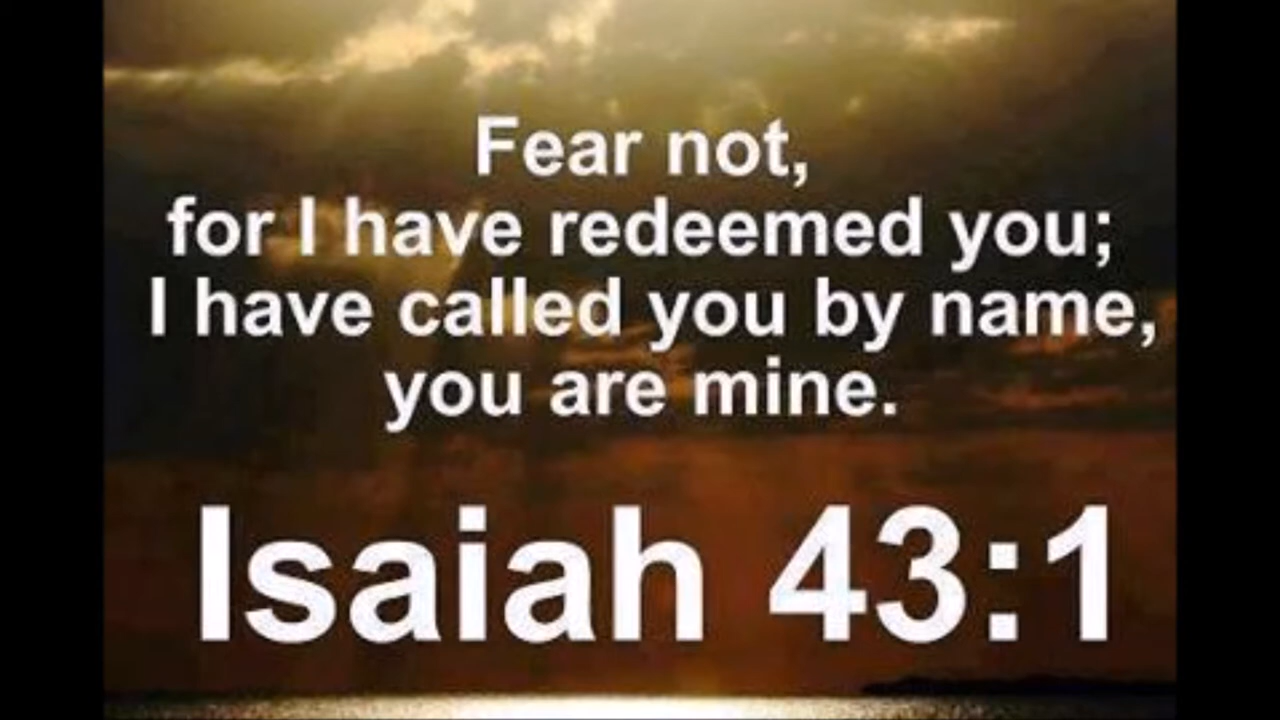 Fear not,
for I have redeemed you;
I have called you by name,
you are mine.
Isaiah 43:1